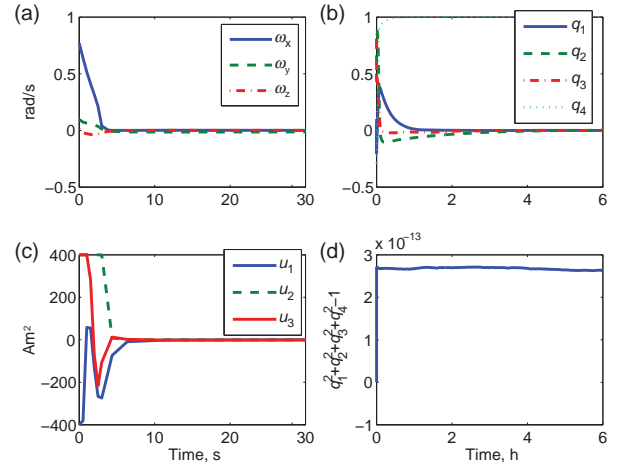 (a)
1
0.5
0
−0.5
rad/s
0 10 20 30
ωx
ωy
ωz
(b)
1
0.5
0
−0.5
0 2 4 6
q1
q2
q3
q4
(c)
400
200
0
−200
−400
Am²
0 10 20 30
Time, s
u1
u2
u3
(d)
x 10⁻¹³
3
2
1
0
−1
q1²+q2²+q3²+q4²−1
0 2 4 6
Time, h